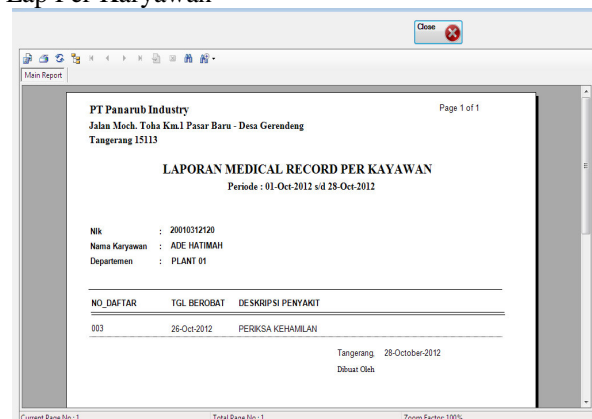 Lap Per Karyawan
Close
Main Report
PT Panarub Industry
Page 1 of 1
Jalan Moch. Toha Km.1 Pasar Baru - Desa Gerendeng
Tangerang 15113
LAPORAN MEDICAL RECORD PER KAYAWAN
Periode : 01-Oct-2012 s/d 28-Oct-2012
Nik : 20010312120
Nama Karyawan : ADE HATIMAH
Departemen : PLANT 01
NO_DAFTAR TGL BEROBAT DESKRIPSI PENYAKIT
003 26-Oct-2012 PERIKSA KEHAMILAN
Tangerang, 28-October-2012
Dibuat Oleh
Current Page No.: 1 Total Page No.: 1 Zoom Factor: 100%